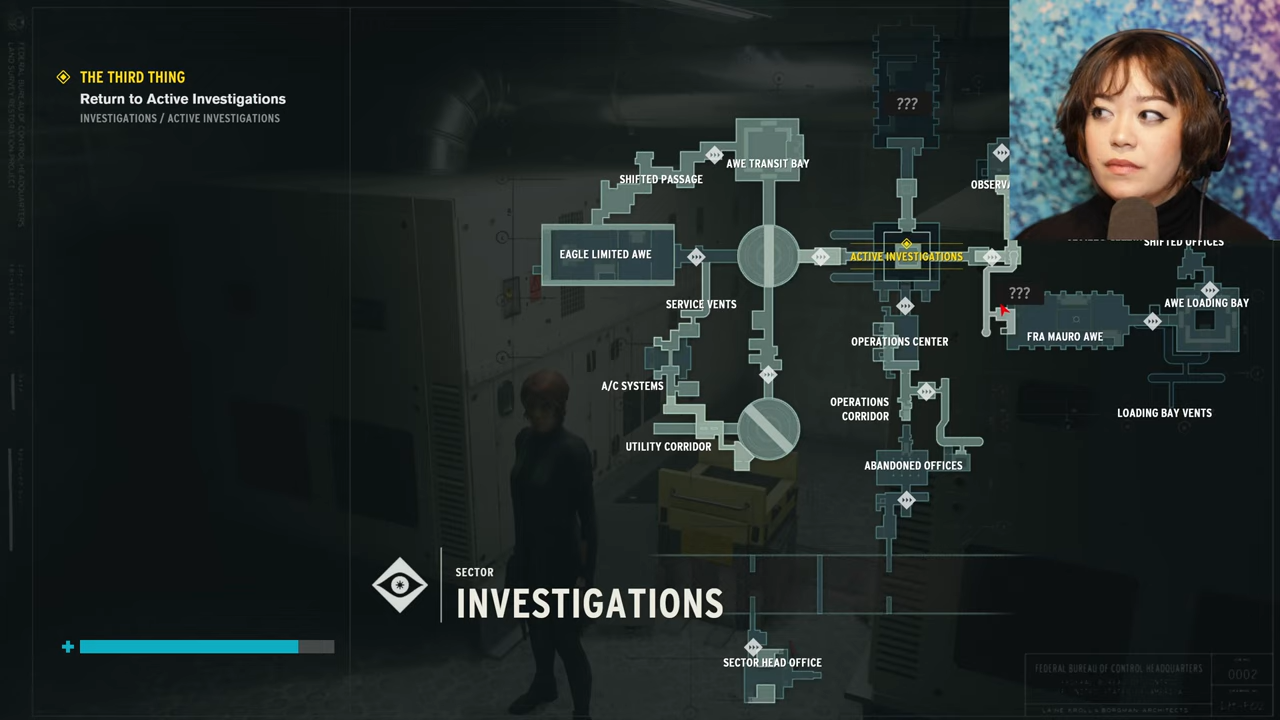 THE THIRD THING
Return to Active Investigations
INVESTIGATIONS / ACTIVE INVESTIGATIONS
???
AWE TRANSIT BAY
SHIFTED PASSAGE
OBSERVA
EAGLE LIMITED AWE
ACTIVE INVESTIGATIONS
SHIFTED OFFICES
???
SERVICE VENTS
AWE LOADING BAY
OPERATIONS CENTER
FRA MAURO AWE
A/C SYSTEMS
OPERATIONS
CORRIDOR
LOADING BAY VENTS
UTILITY CORRIDOR
ABANDONED OFFICES
SECTOR
INVESTIGATIONS
SECTOR HEAD OFFICE
FEDERAL BUREAU OF CONTROL HEADQUARTERS
0002